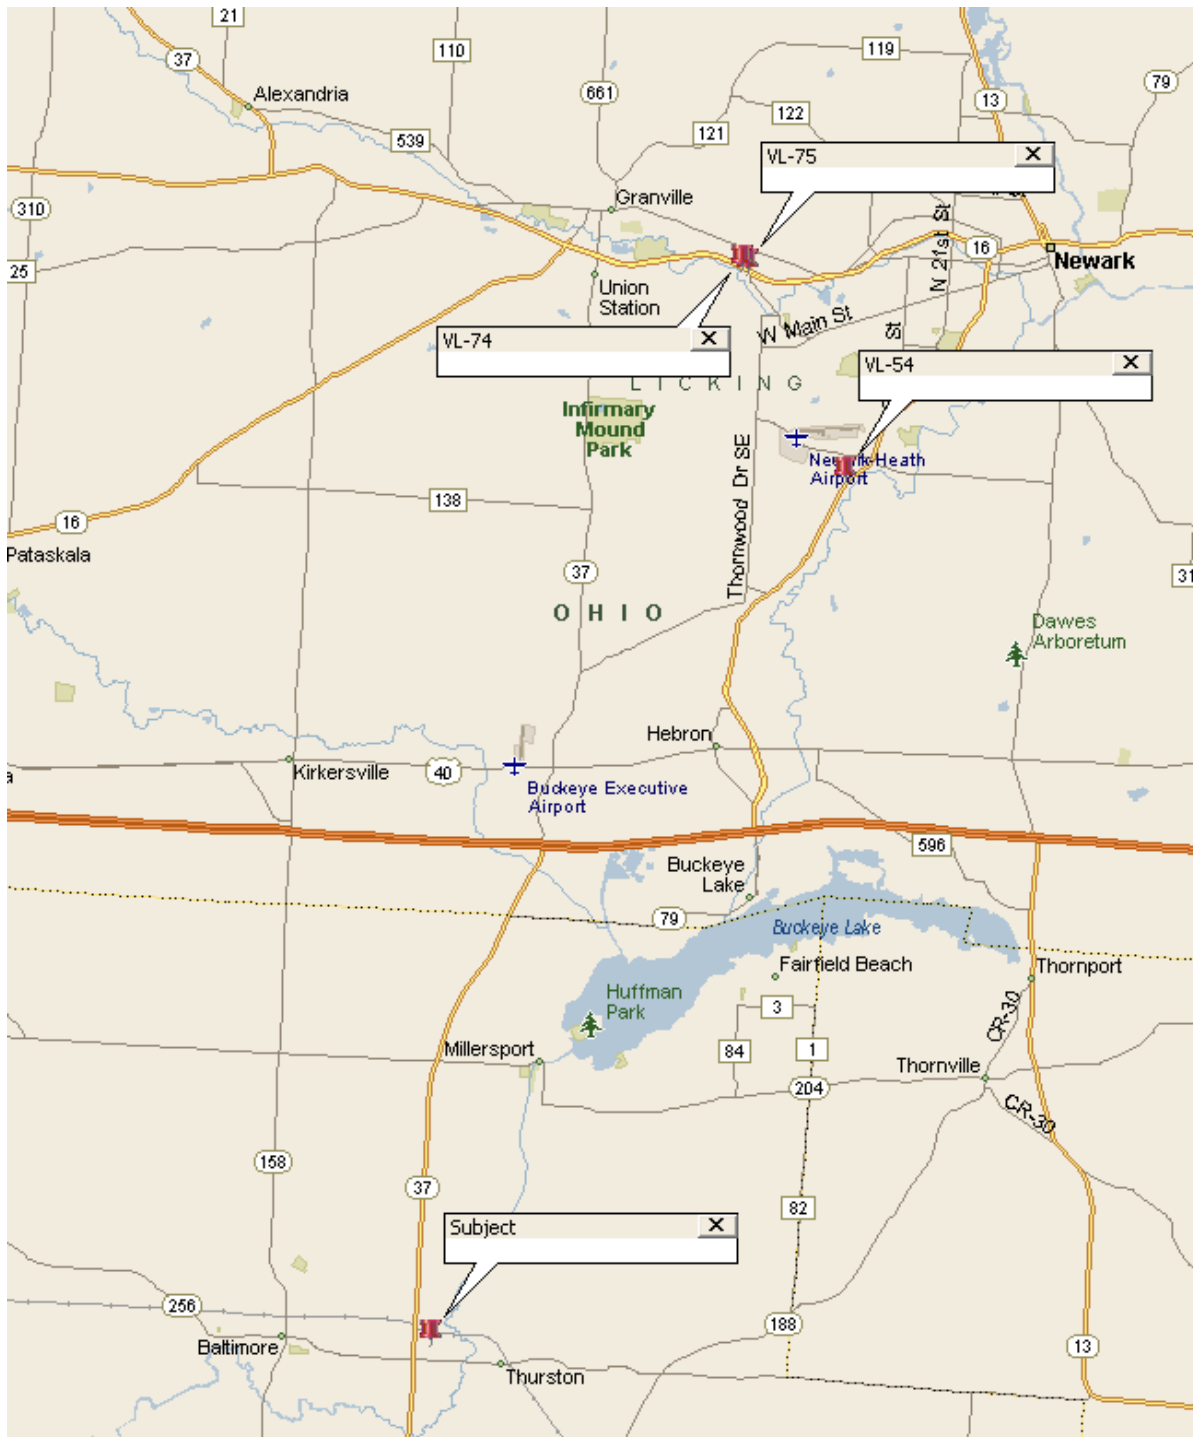 21
110
119
37
79
Alexandria
661
13
122
539
121
VL-75
310
Granville
N 21st St
16
25
Newark
Union
Station
W Main St
St
VL-74
VL-54
LICKING
Infirmary
Mound
Park
Newark-Heath
Airport
138
Thornwood Dr SE
16
Pataskala
37
31
OHIO
Dawes
Arboretum
Hebron
Kirkersville
40
a
Buckeye Executive
Airport
596
Buckeye
Lake
79
Buckeye Lake
Fairfield Beach
Thornport
Huffman
Park
3
CR-30
Millersport
84
1
Thornville
204
CR-30
158
37
82
Subject
256
188
Baltimore
13
Thurston